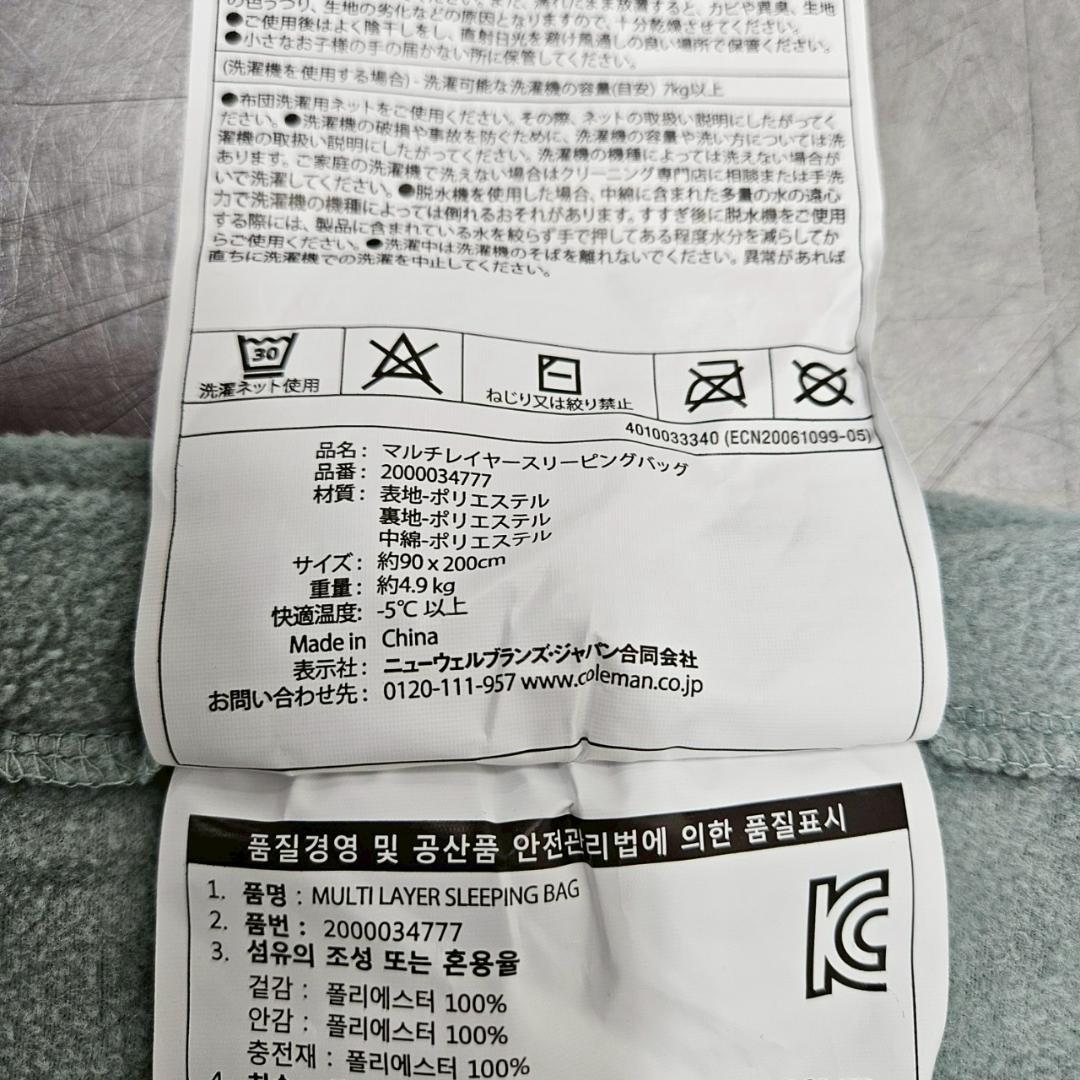 の色うつり、生地の劣化などの原因となりますので、十分乾燥させてください。
●ご使用後はよく陰干しをし、直射日光を避け風通しの良い場所で保管ください。
●小さなお子様の手の届かない所に保管してください。
(洗濯機を使用する場合) - 洗濯可能な洗濯機の容量(目安) 7kg以上
●布団洗濯用ネットをご使用ください。その際、ネットの取扱い説明にしたがってく
ださい。●洗濯機の破損や事故を防ぐために、洗濯機の容量や洗い方については洗
濯機の取扱い説明にしたがってください。洗濯機の機種によっては洗えない場合が
あります。ご家庭の洗濯機で洗えない場合はクリーニング専門店に相談または手洗
いで洗濯してください。●脱水機を使用した場合、中綿に含まれた多量の水の遠心
力で洗濯機の機種によっては倒れるおそれがあります。すすぎ後に脱水機をご使用
する際には、製品に含まれている水を絞らず手で押してある程度水分を減らしてか
らご使用ください。●洗濯中は洗濯機のそばを離れないでください。異常があれば
直ちに洗濯機での洗濯を中止してください。
30
洗濯ネット使用
ねじり又は絞り禁止
4010033340 (ECN20061099-05)
品名： マルチレイヤースリーピングバッグ
品番： 2000034777
材質： 表地-ポリエステル
裏地-ポリエステル
中綿-ポリエステル
サイズ： 約90 x 200cm
重量： 約4.9 kg
快適温度： -5℃ 以上
Made in China
表示社： ニューウェルブランズ・ジャパン合同会社
お問い合わせ先： 0120-111-957 www.coleman.co.jp
품질경영 및 공산품 안전관리법에 의한 품질표시
1. 품명 : MULTI LAYER SLEEPING BAG
2. 품번 : 2000034777
3. 섬유의 조성 또는 혼용율
겉감 : 폴리에스터 100%
안감 : 폴리에스터 100%
충전재 : 폴리에스터 100%